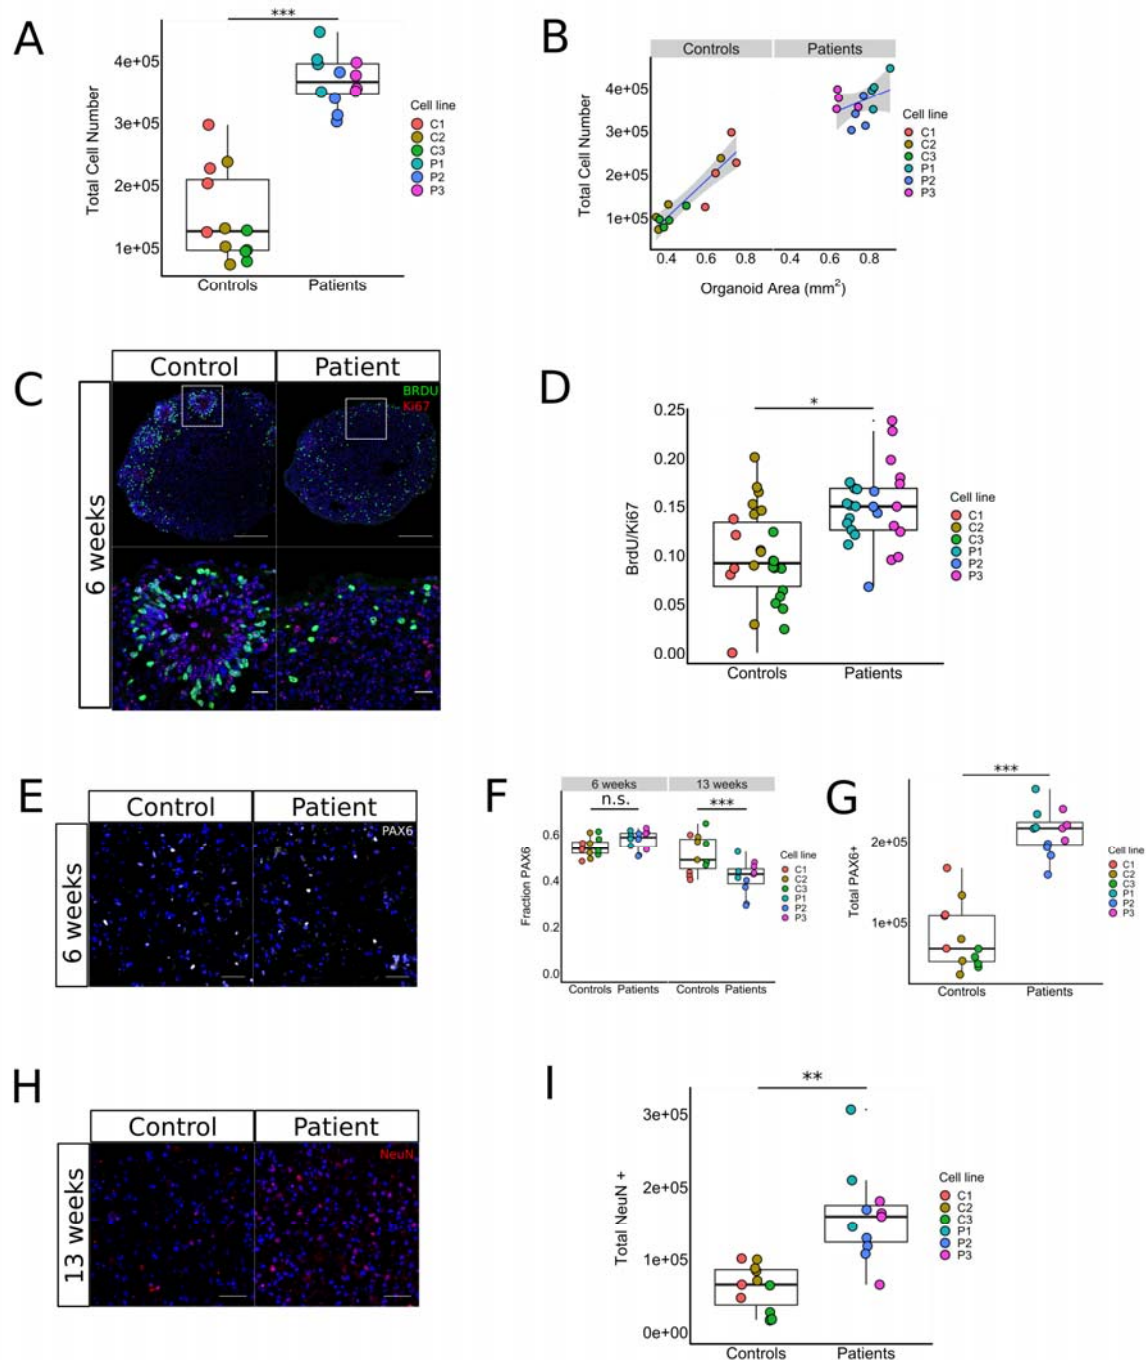 A
***
Total Cell Number
4e+05
3e+05
2e+05
1e+05
Controls Patients
Cell line
C1
C2
C3
P1
P2
P3
B
Controls Patients
Total Cell Number
4e+05
3e+05
2e+05
1e+05
0.4 0.6 0.8 0.4 0.6 0.8
Organoid Area (mm²)
Cell line
C1
C2
C3
P1
P2
P3
C
Control Patient
6 weeks
BRDU
Ki67
D
*
BrdU/Ki67
0.25
0.20
0.15
0.10
0.05
0.00
Controls Patients
Cell line
C1
C2
C3
P1
P2
P3
E
Control Patient
6 weeks
PAX6
F
6 weeks 13 weeks
n.s. ***
Fraction PAX6
0.6
0.4
0.2
0.0
Controls Patients Controls Patients
Cell line
C1
C2
C3
P1
P2
P3
G
***
Total PAX6+
2e+05
1e+05
Controls Patients
Cell line
C1
C2
C3
P1
P2
P3
H
Control Patient
13 weeks
NeuN
I
**
Total NeuN +
3e+05
2e+05
1e+05
0e+00
Controls Patients
Cell line
C1
C2
C3
P1
P2
P3